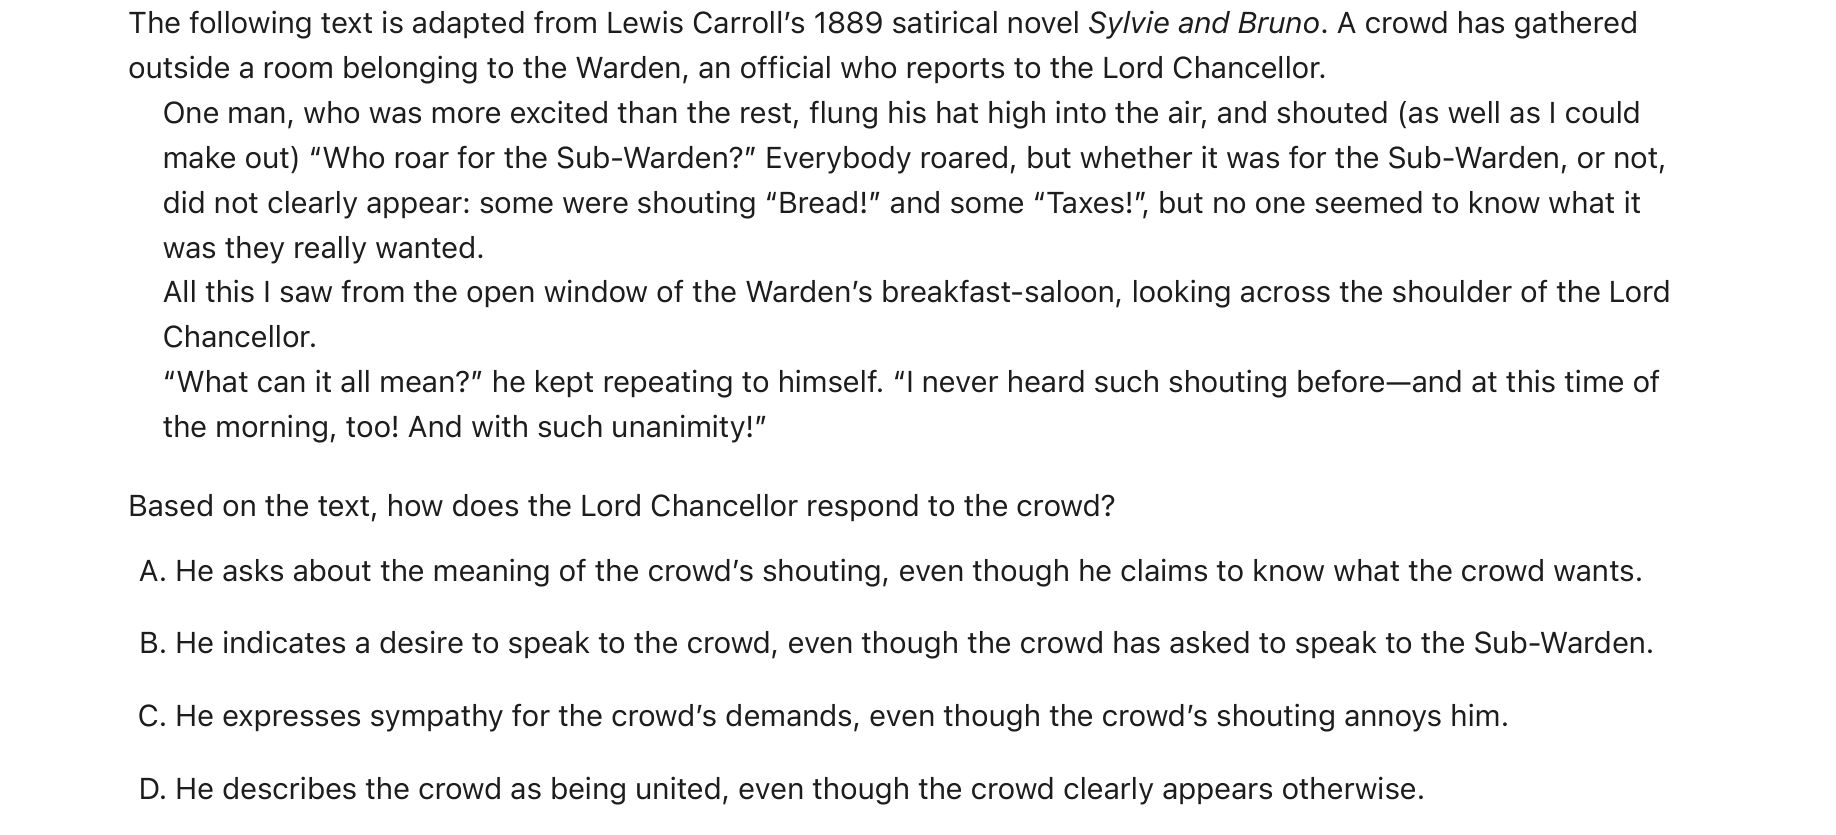 The following text is adapted from Lewis Carroll’s 1889 satirical novel Sylvie and Bruno. A crowd has gathered
outside a room belonging to the Warden, an official who reports to the Lord Chancellor.
One man, who was more excited than the rest, flung his hat high into the air, and shouted (as well as I could
make out) “Who roar for the Sub-Warden?” Everybody roared, but whether it was for the Sub-Warden, or not,
did not clearly appear: some were shouting “Bread!” and some “Taxes!”, but no one seemed to know what it
was they really wanted.
All this I saw from the open window of the Warden’s breakfast-saloon, looking across the shoulder of the Lord
Chancellor.
“What can it all mean?” he kept repeating to himself. “I never heard such shouting before—and at this time of
the morning, too! And with such unanimity!”
Based on the text, how does the Lord Chancellor respond to the crowd?
A. He asks about the meaning of the crowd’s shouting, even though he claims to know what the crowd wants.
B. He indicates a desire to speak to the crowd, even though the crowd has asked to speak to the Sub-Warden.
C. He expresses sympathy for the crowd’s demands, even though the crowd’s shouting annoys him.
D. He describes the crowd as being united, even though the crowd clearly appears otherwise.